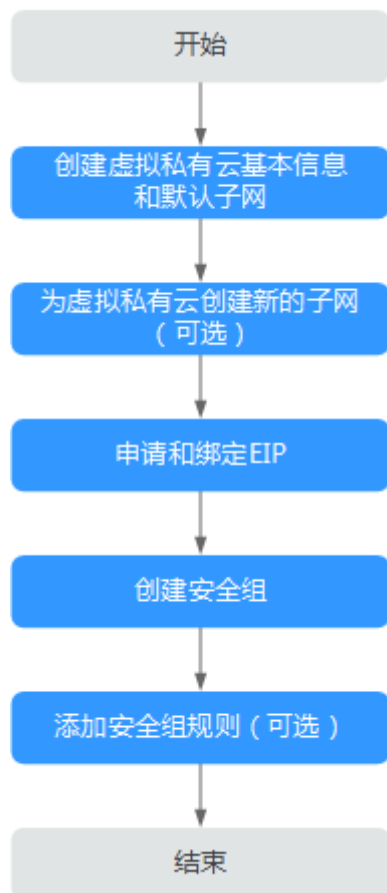 开始
创建虚拟私有云基本信息
和默认子网
为虚拟私有云创建新的子网
（可选）
申请和绑定EIP
创建安全组
添加安全组规则（可选）
结束